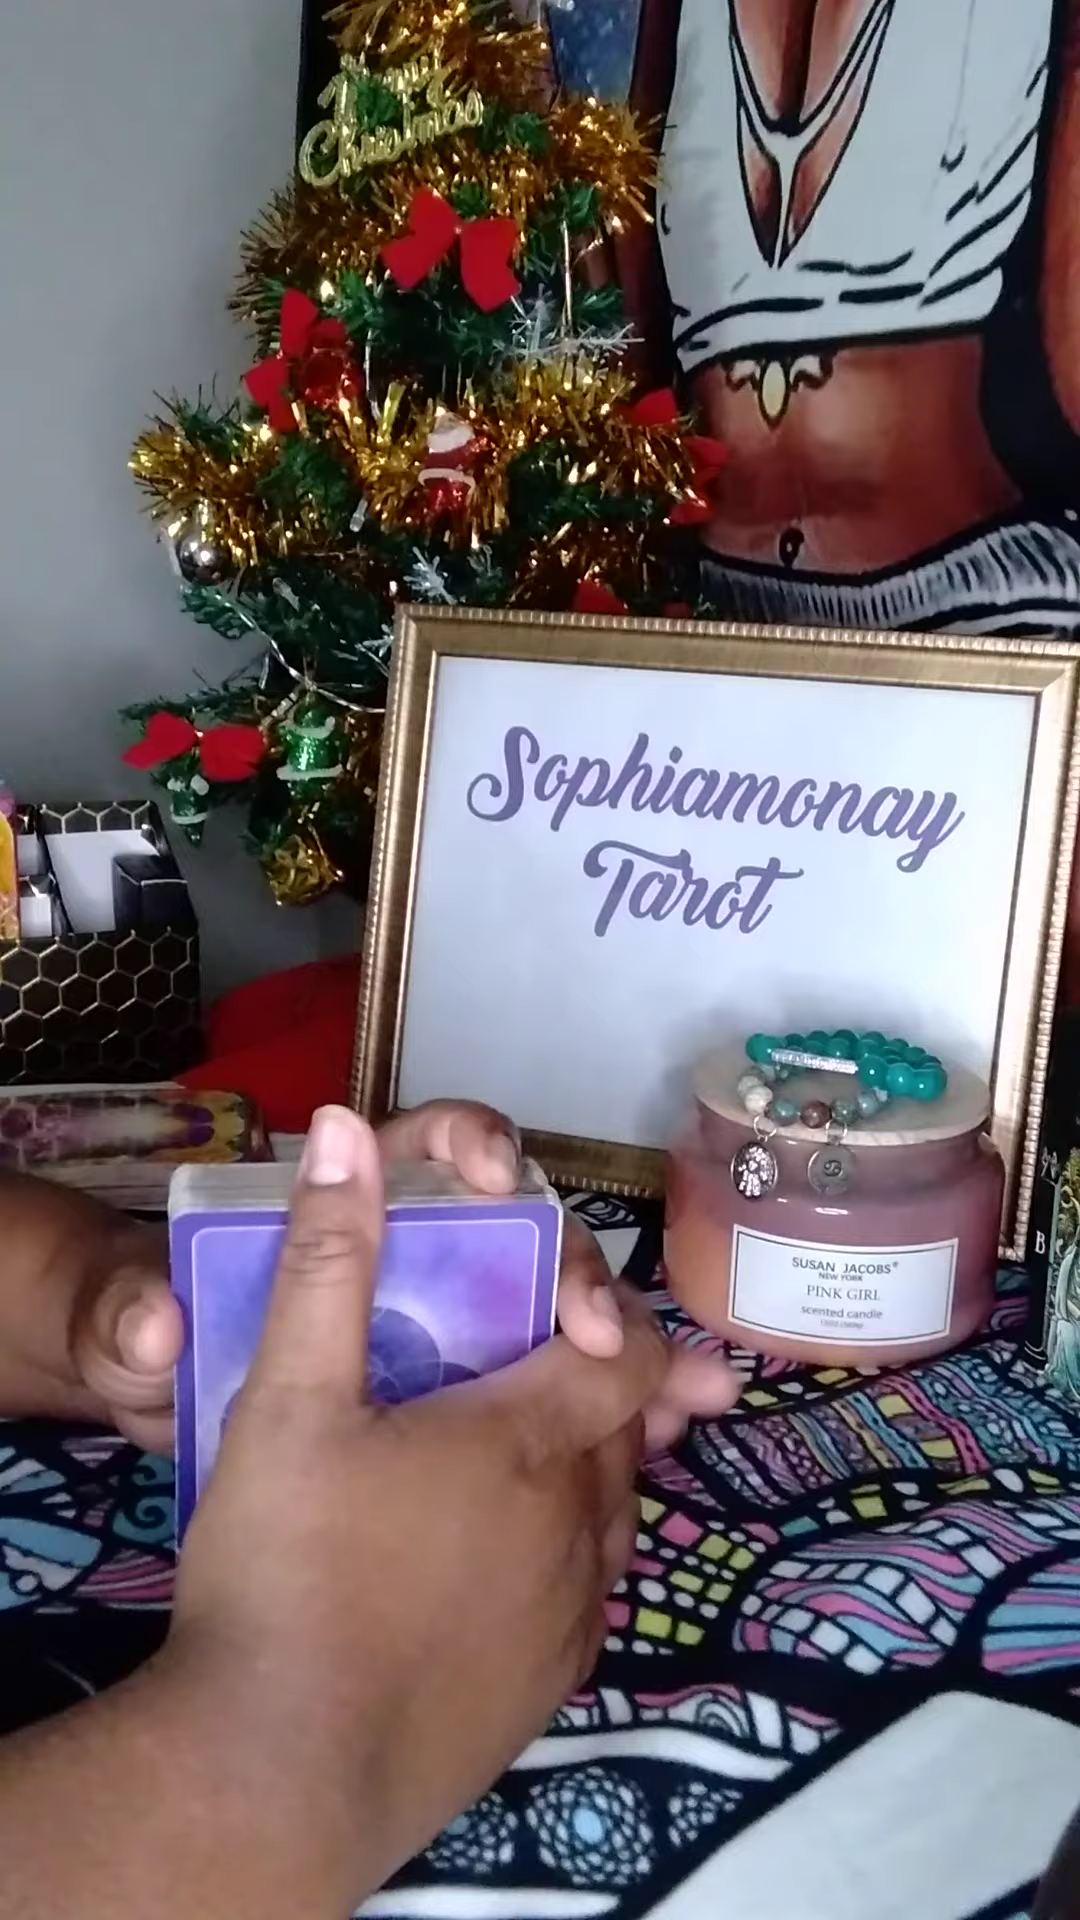 Merry
Christmas
Sophiamonay
Tarot
SUSAN JACOBS®
NEW YORK
PINK GIRL
scented candle
B